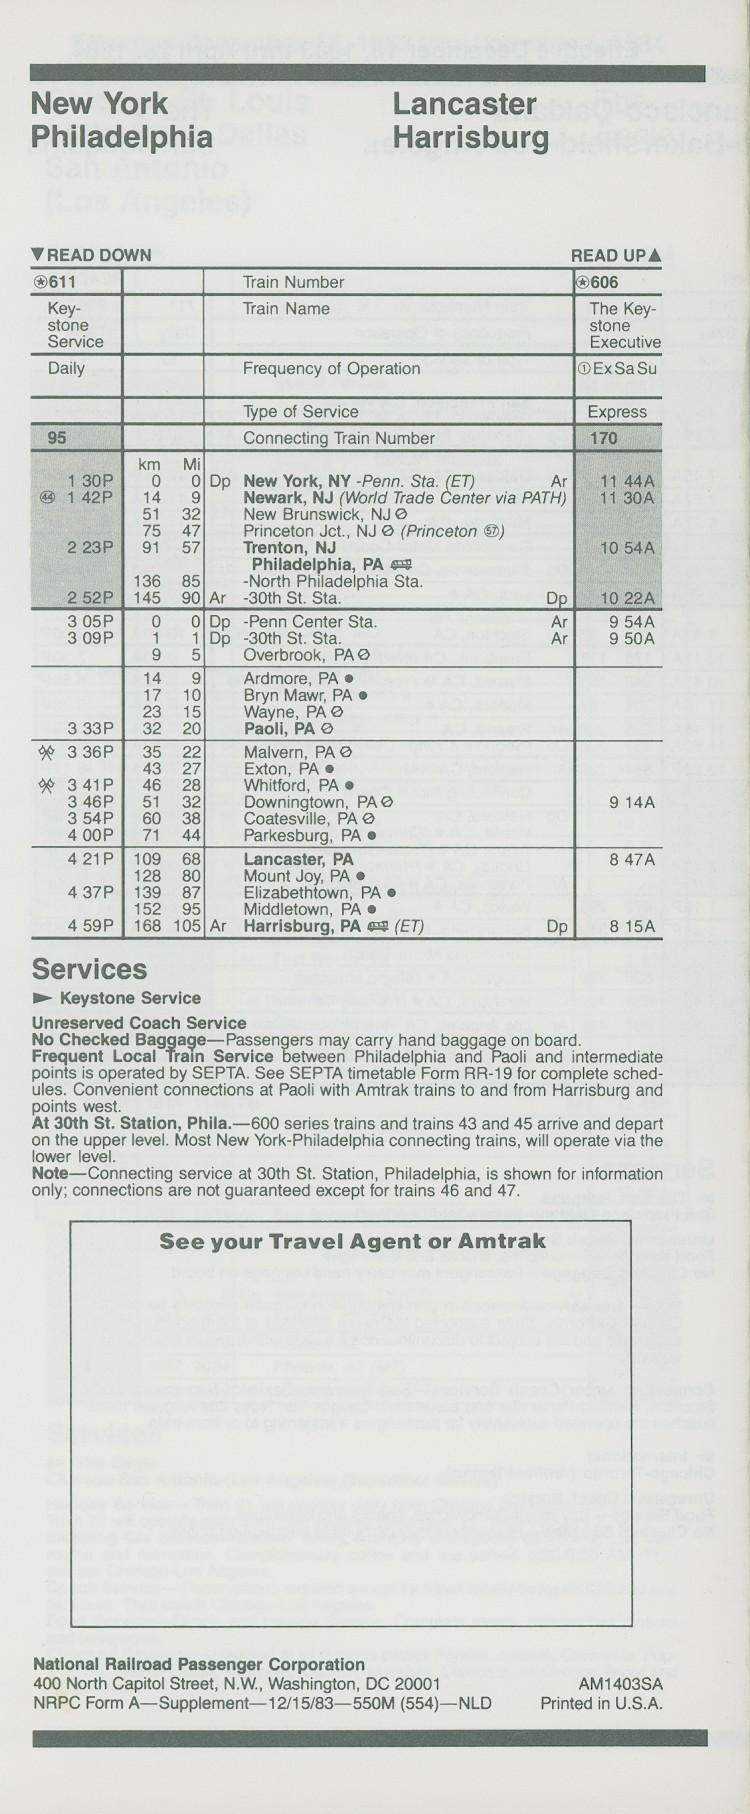 New York Lancaster
Philadelphia Harrisburg
▼READ DOWN READ UP▲
✪611 Train Number ✪606
Key-
stone
Service Train Name The Key-
stone
Executive
Daily Frequency of Operation ①ExSaSu
Type of Service Express
95 Connecting Train Number 170
km Mi
1 30P 0 0 Dp New York, NY -Penn. Sta. (ET) Ar 11 44A
㊹ 1 42P 14 9 Newark, NJ (World Trade Center via PATH) 11 30A
51 32 New Brunswick, NJ⊘
75 47 Princeton Jct., NJ ⊘ (Princeton ㊼)
2 23P 91 57 Trenton, NJ 10 54A
Philadelphia, PA
136 85 -North Philadelphia Sta.
2 52P 145 90 Ar -30th St. Sta. Dp 10 22A
3 05P 0 0 Dp -Penn Center Sta. Ar 9 54A
3 09P 1 1 Dp -30th St. Sta. Ar 9 50A
9 5 Overbrook, PA⊘
14 9 Ardmore, PA ●
17 10 Bryn Mawr, PA ●
23 15 Wayne, PA ⊘
3 33P 32 20 Paoli, PA ⊘
3 36P 35 22 Malvern, PA ⊘
43 27 Exton, PA ●
3 41P 46 28 Whitford, PA ●
3 46P 51 32 Downingtown, PA⊘ 9 14A
3 54P 60 38 Coatesville, PA ⊘
4 00P 71 44 Parkesburg, PA ●
4 21P 109 68 Lancaster, PA 8 47A
128 80 Mount Joy, PA ●
4 37P 139 87 Elizabethtown, PA ●
152 95 Middletown, PA ●
4 59P 168 105 Ar Harrisburg, PA (ET) Dp 8 15A
Services
► Keystone Service
Unreserved Coach Service
No Checked Baggage—Passengers may carry hand baggage on board.
Frequent Local Train Service between Philadelphia and Paoli and intermediate
points is operated by SEPTA. See SEPTA timetable Form RR-19 for complete sched-
ules. Convenient connections at Paoli with Amtrak trains to and from Harrisburg and
points west.
At 30th St. Station, Phila.—600 series trains and trains 43 and 45 arrive and depart
on the upper level. Most New York-Philadelphia connecting trains, will operate via the
lower level.
Note—Connecting service at 30th St. Station, Philadelphia, is shown for information
only; connections are not guaranteed except for trains 46 and 47.
See your Travel Agent or Amtrak
National Railroad Passenger Corporation
400 North Capitol Street, N.W., Washington, DC 20001 AM1403SA
NRPC Form A—Supplement—12/15/83—550M (554)—NLD Printed in U.S.A.